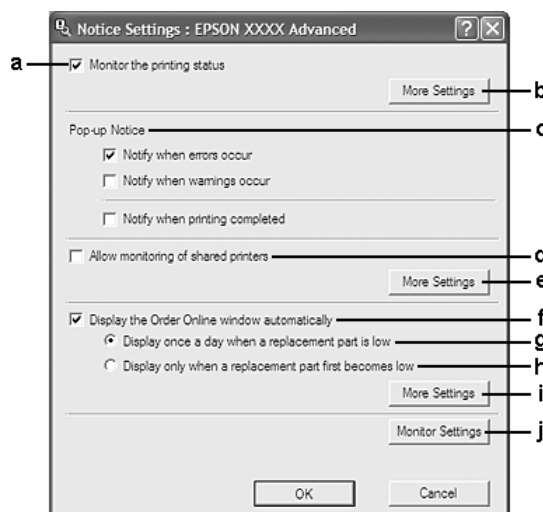 Notice Settings : EPSON XXXX Advanced
a Monitor the printing status
More Settings b
Pop-up Notice c
Notify when errors occur
Notify when warnings occur
Notify when printing completed
Allow monitoring of shared printers d
More Settings e
Display the Order Online window automatically f
Display once a day when a replacement part is low g
Display only when a replacement part first becomes low h
More Settings i
Monitor Settings j
OK Cancel